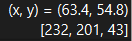 (x, y) = (63.4, 54.8)
[232, 201, 43]